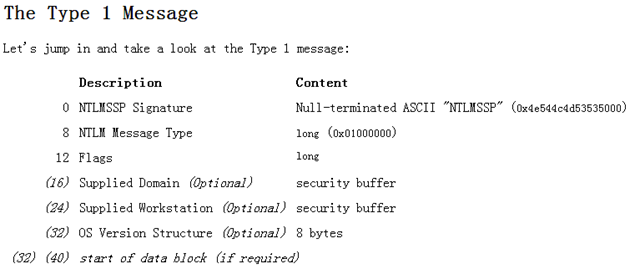 The Type 1 Message
Let's jump in and take a look at the Type 1 message:
Description Content
0 NTLMSSP Signature Null-terminated ASCII "NTLMSSP" (0x4e544c4d53535000)
8 NTLM Message Type long (0x01000000)
12 Flags long
(16) Supplied Domain (Optional) security buffer
(24) Supplied Workstation (Optional) security buffer
(32) OS Version Structure (Optional) 8 bytes
(32) (40) start of data block (if required)